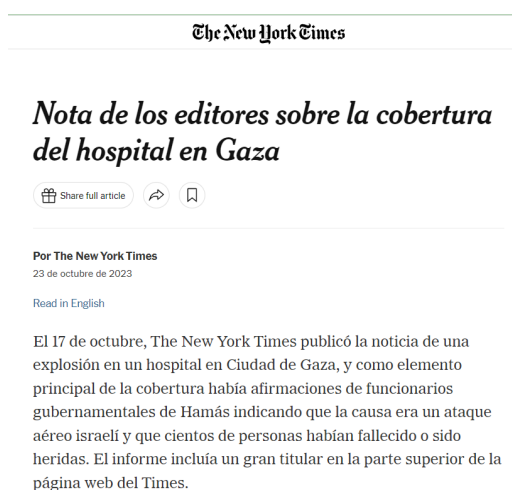 The New York Times
Nota de los editores sobre la cobertura
del hospital en Gaza
Share full article
Por The New York Times
23 de octubre de 2023
Read in English
El 17 de octubre, The New York Times publicó la noticia de una
explosión en un hospital en Ciudad de Gaza, y como elemento
principal de la cobertura había afirmaciones de funcionarios
gubernamentales de Hamás indicando que la causa era un ataque
aéreo israelí y que cientos de personas habían fallecido o sido
heridas. El informe incluía un gran titular en la parte superior de la
página web del Times.